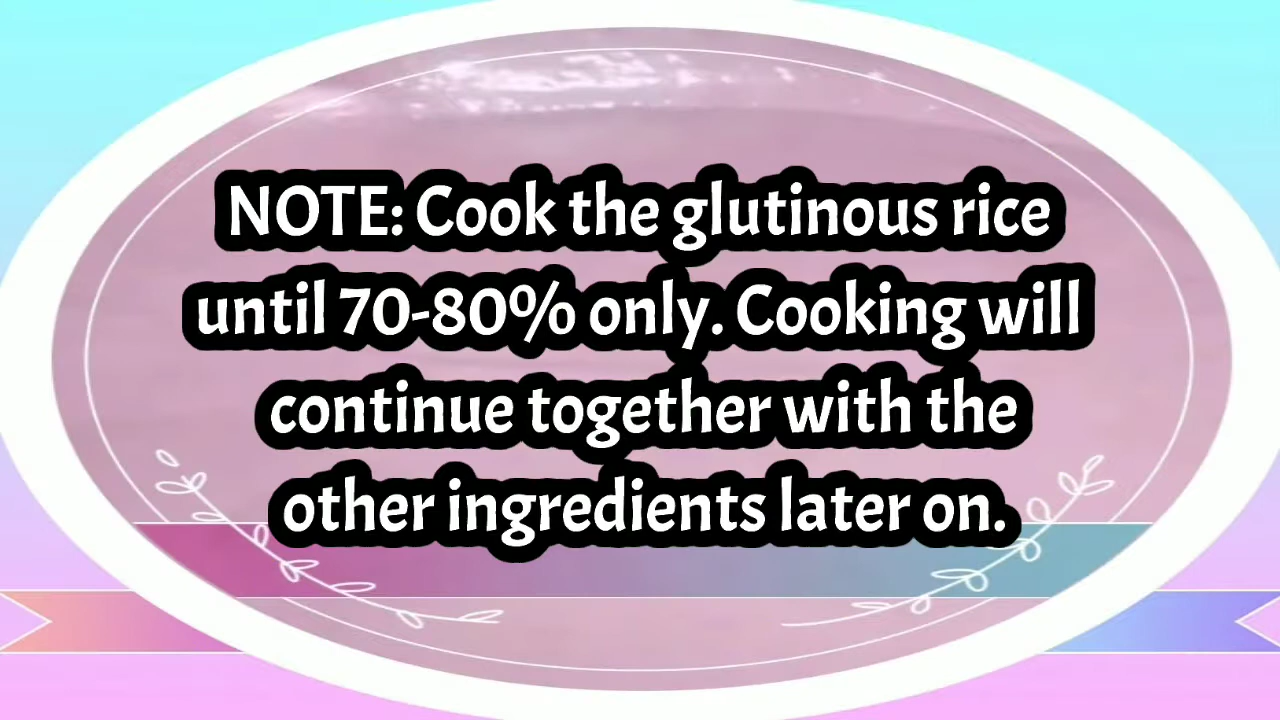 NOTE: Cook the glutinous rice
until 70-80% only. Cooking will
continue together with the
other ingredients later on.